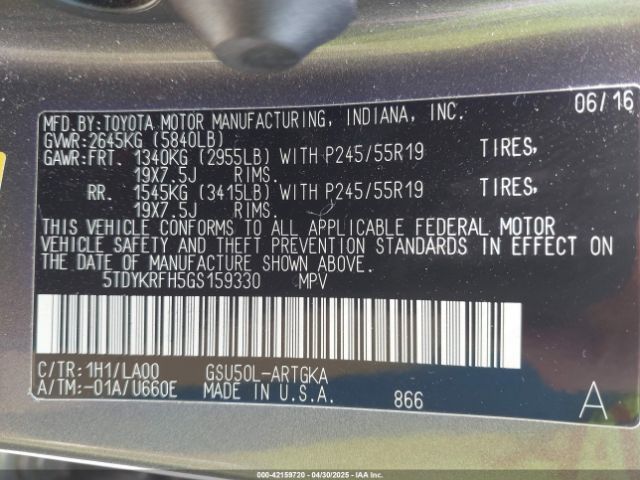 MFD.BY:TOYOTA MOTOR MANUFACTURING, INDIANA, INC. 06/16
GVWR:2645KG (5840LB)
GAWR:FRT. 1340KG (2955LB) WITH P245/55R19 TIRES,
19X7.5J RIMS.
RR. 1545KG (3415LB) WITH P245/55R19 TIRES,
19X7.5J RIMS.
THIS VEHICLE CONFORMS TO ALL APPLICABLE FEDERAL MOTOR
VEHICLE SAFETY AND THEFT PREVENTION STANDARDS IN EFFECT ON
THE DATE OF MANUFACTURE SHOWN ABOVE.
5TDYKRFH5GS159330 MPV
C/TR:1H1/LA00 GSU50L-ARTGKA
A/TM:-01A/U660E MADE IN U.S.A. 866 A
000-42159720 - 04/30/2025 - IAAI.COM